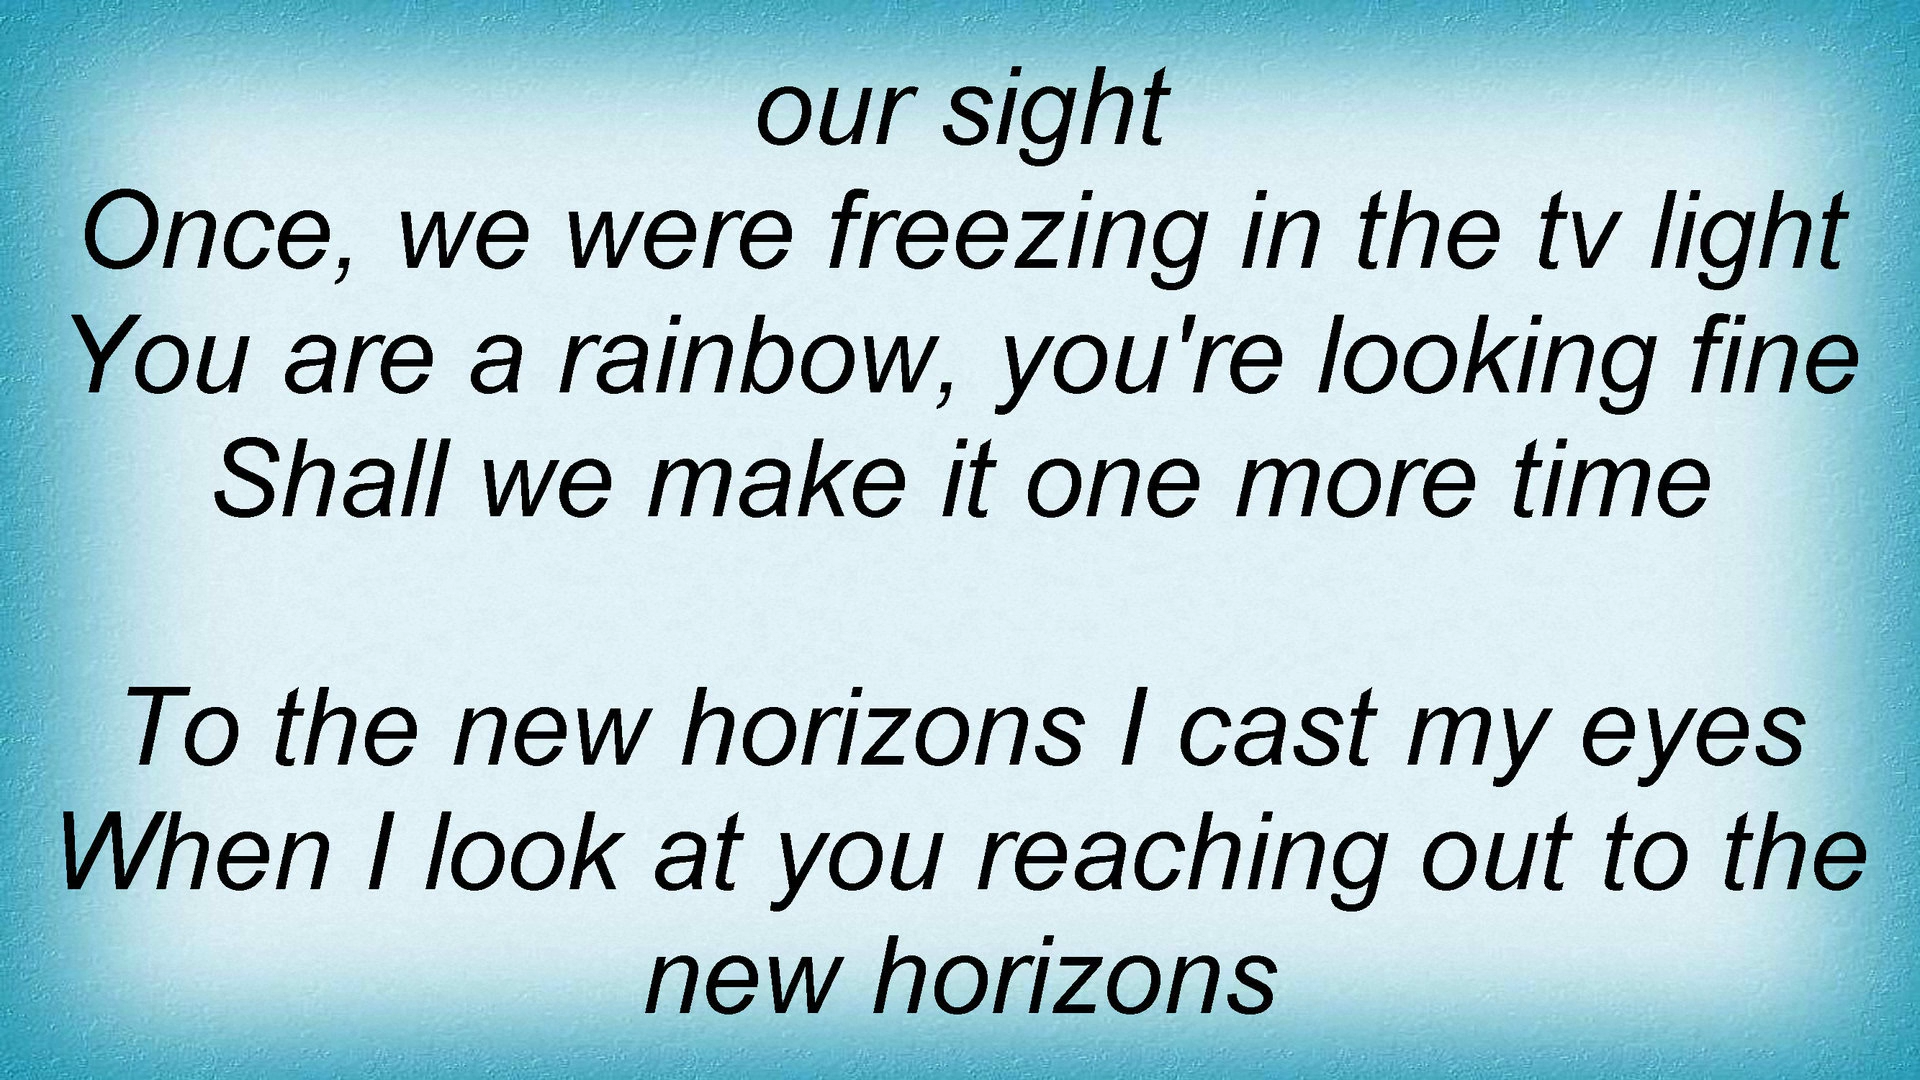 our sight
Once, we were freezing in the tv light
You are a rainbow, you're looking fine
Shall we make it one more time
To the new horizons I cast my eyes
When I look at you reaching out to the
new horizons